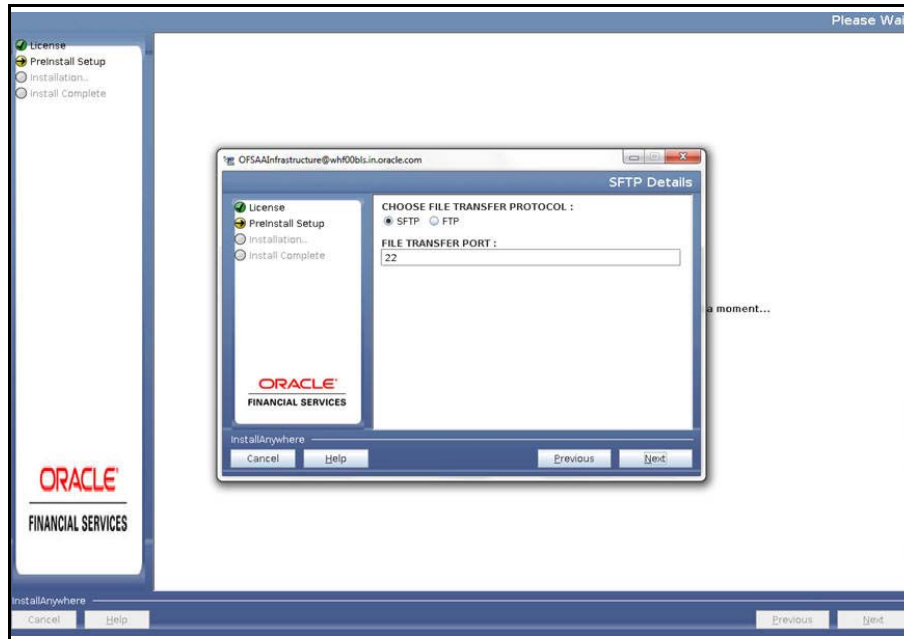 Please Wai
License
PreInstall Setup
Installation..
Install Complete
OFSAAInfrastructure@whf00bls.in.oracle.com
SFTP Details
License
PreInstall Setup
Installation..
Install Complete
CHOOSE FILE TRANSFER PROTOCOL :
SFTP FTP
FILE TRANSFER PORT :
22
a moment...
ORACLE
FINANCIAL SERVICES
InstallAnywhere
Cancel Help Previous Next
ORACLE
FINANCIAL SERVICES
InstallAnywhere
Cancel Help Previous Next